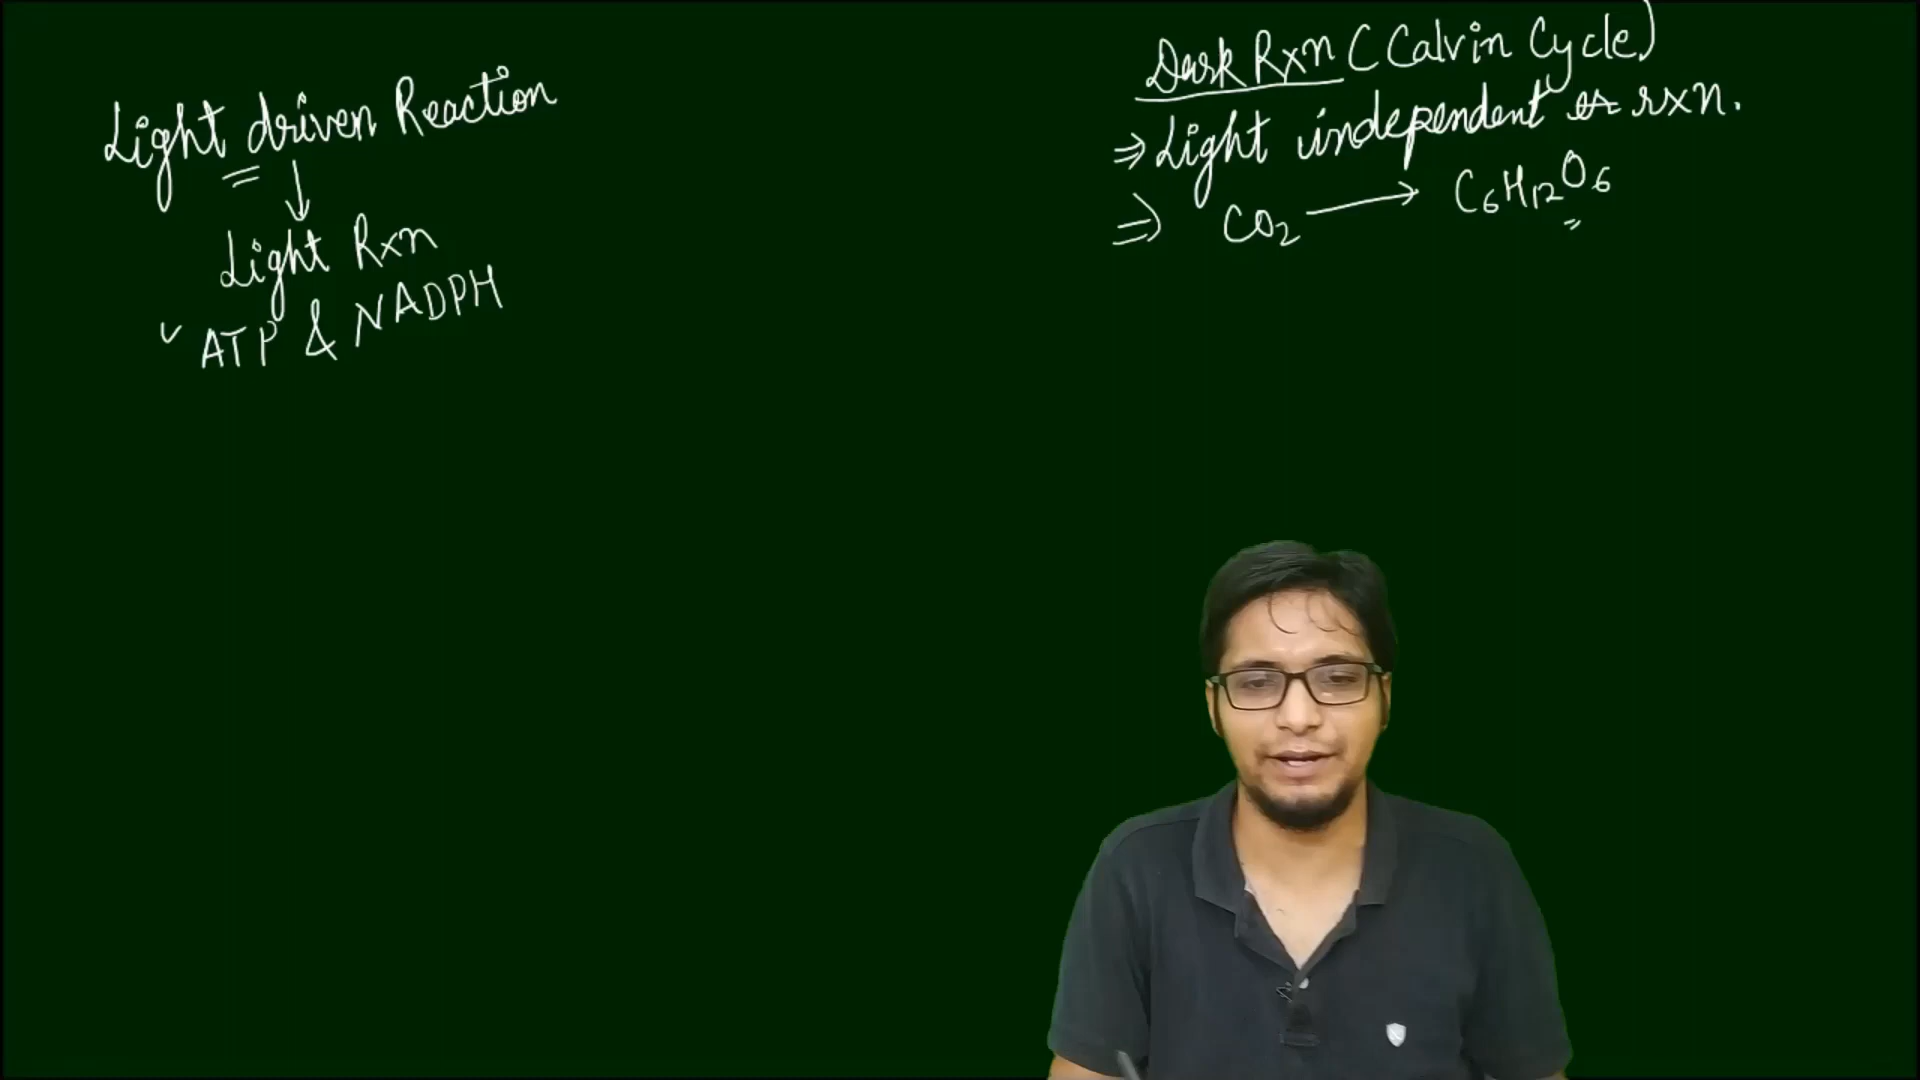 Light driven Reaction
↓
Light Rxn
✓ ATP & NADPH
Dark Rxn (Calvin Cycle)
⇒ Light independent rxn.
⇒ CO₂ ⟶ C₆H₁₂O₆